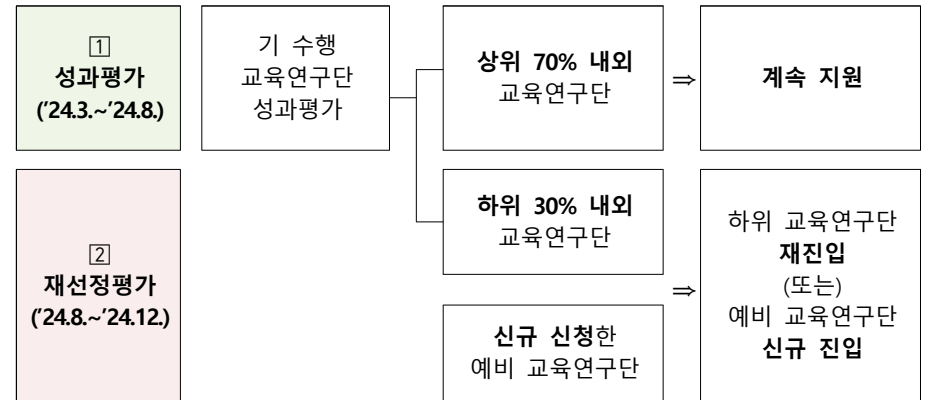 1
성과평가
('24.3.~'24.8.)
기 수행
교육연구단
성과평가
상위 70% 내외
교육연구단
⇒
계속 지원
2
재선정평가
('24.8.~'24.12.)
하위 30% 내외
교육연구단
신규 신청한
예비 교육연구단
⇒
하위 교육연구단
재진입
(또는)
예비 교육연구단
신규 진입